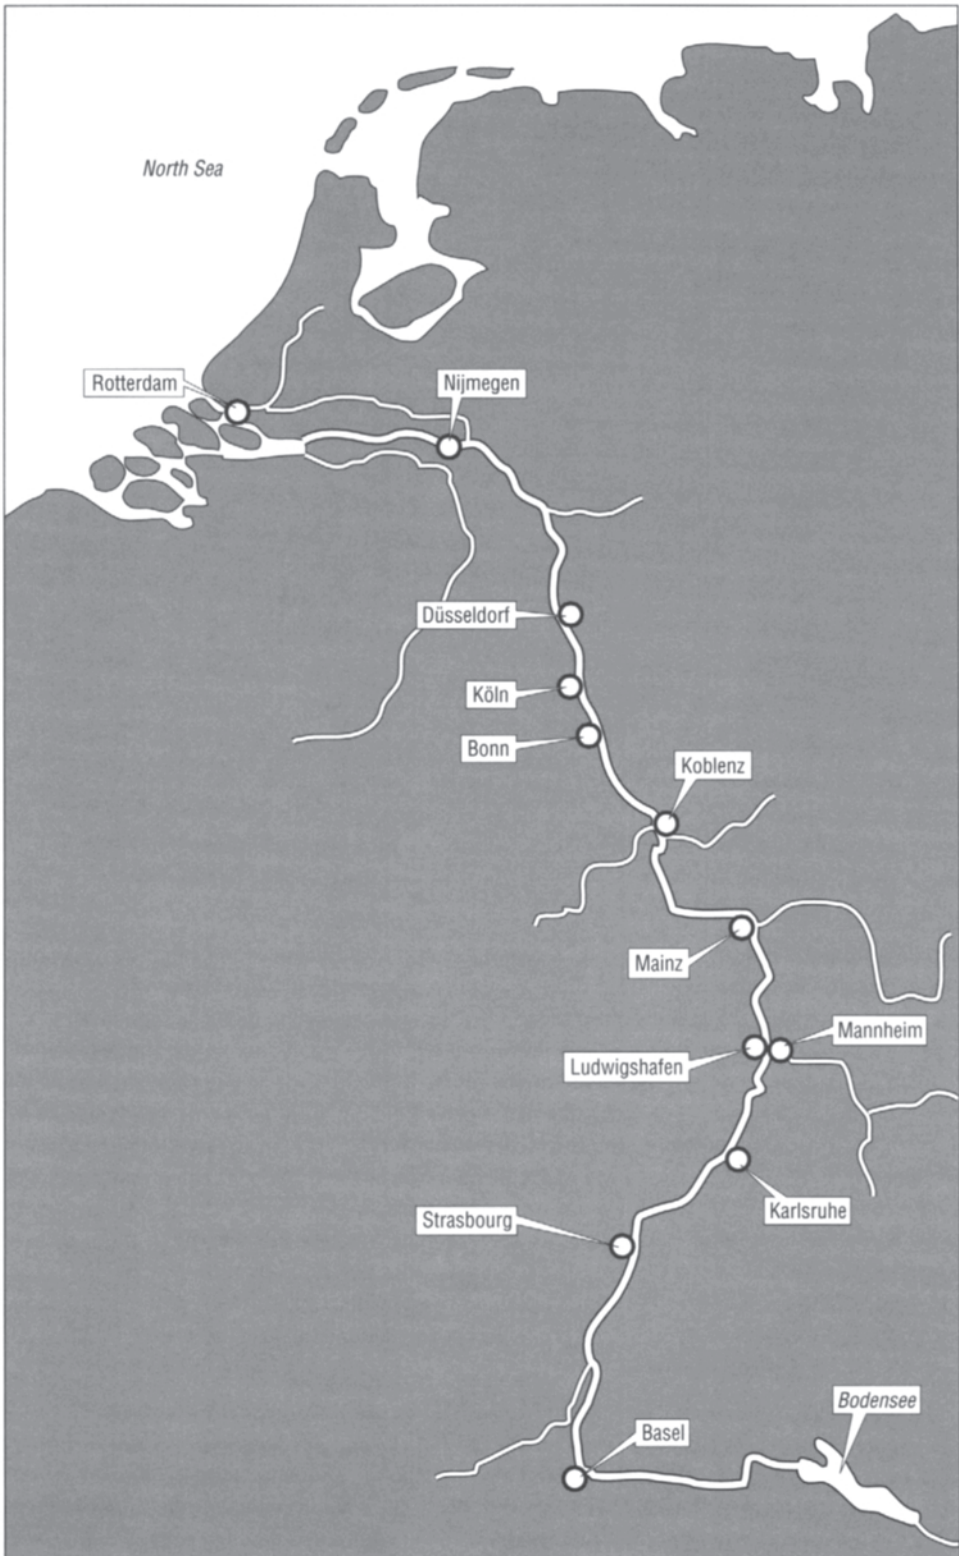 North Sea
Rotterdam
Nijmegen
Düsseldorf
Köln
Bonn
Koblenz
Mainz
Mannheim
Ludwigshafen
Karlsruhe
Strasbourg
Bodensee
Basel